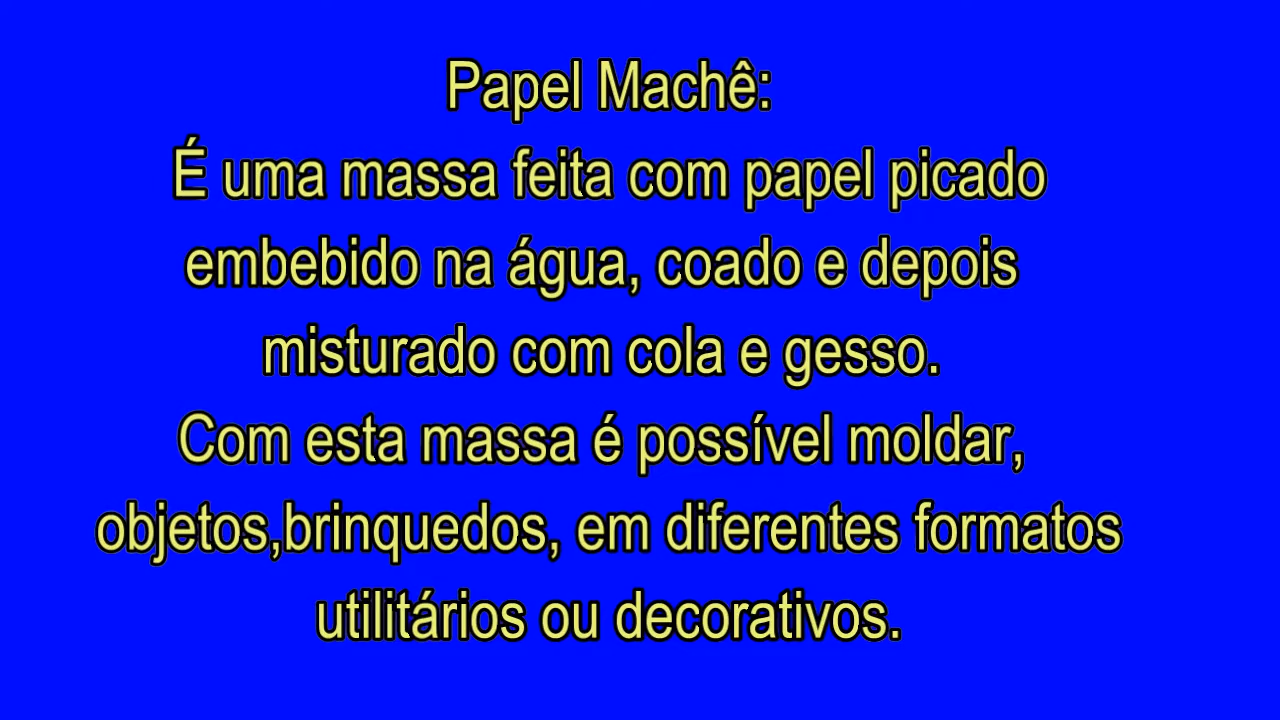 Papel Machê:
É uma massa feita com papel picado
embebido na água, coado e depois
misturado com cola e gesso.
Com esta massa é possível moldar,
objetos,brinquedos, em diferentes formatos
utilitários ou decorativos.